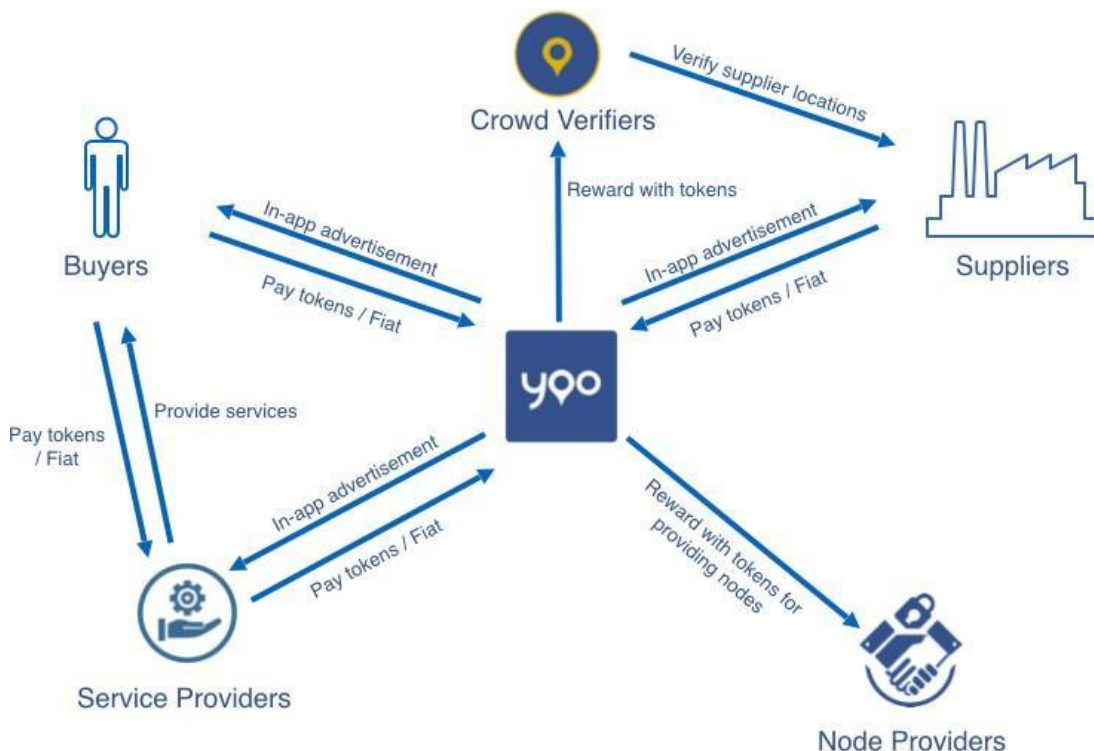 Verify supplier locations
Crowd Verifiers
Reward with tokens
Buyers
In-app advertisement
Pay tokens / Fiat
In-app advertisement
Pay tokens / Fiat
Suppliers
yoo
Pay tokens
/ Fiat
Provide services
In-app advertisement
Pay tokens / Fiat
Reward with tokens for
providing nodes
Service Providers
Node Providers